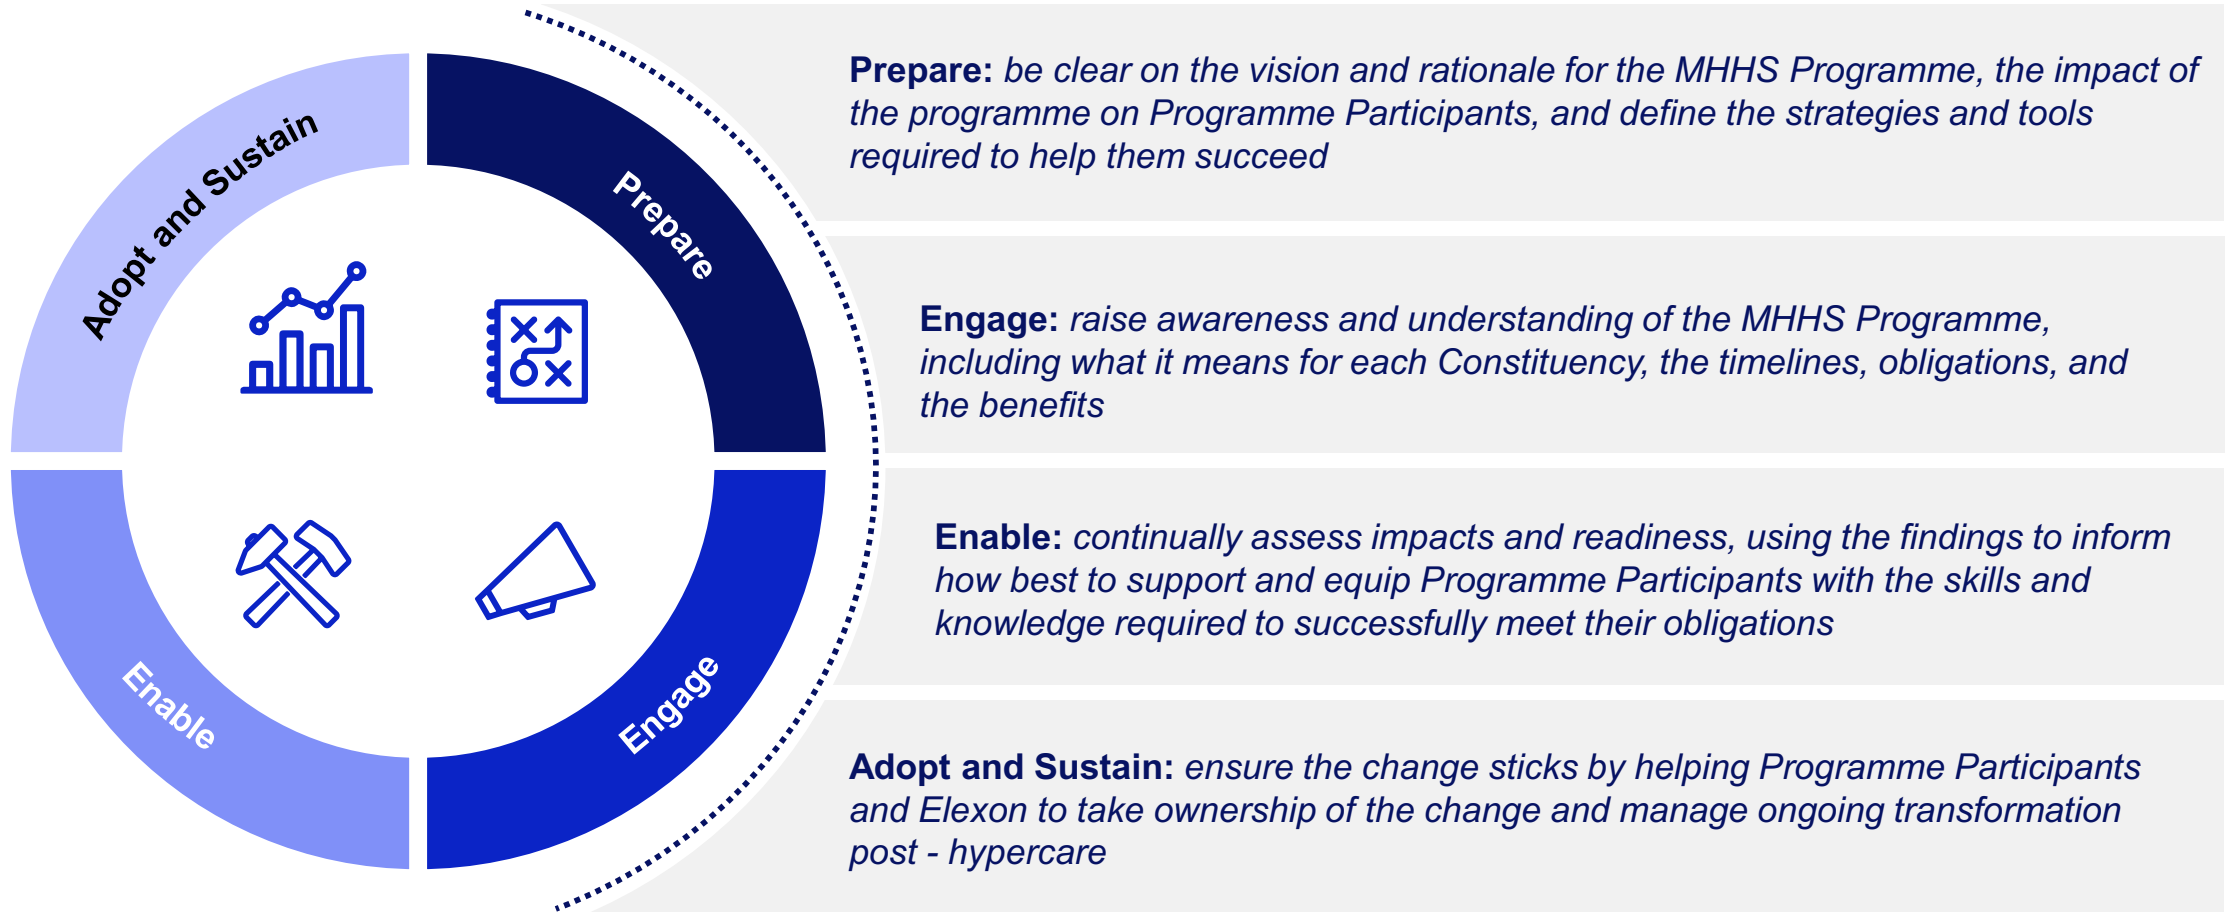 Adopt and Sustain
Prepare
Enable
Engage
Prepare: be clear on the vision and rationale for the MHHS Programme, the impact of
the programme on Programme Participants, and define the strategies and tools
required to help them succeed
Engage: raise awareness and understanding of the MHHS Programme,
including what it means for each Constituency, the timelines, obligations, and
the benefits
Enable: continually assess impacts and readiness, using the findings to inform
how best to support and equip Programme Participants with the skills and
knowledge required to successfully meet their obligations
Adopt and Sustain: ensure the change sticks by helping Programme Participants
and Elexon to take ownership of the change and manage ongoing transformation
post - hypercare